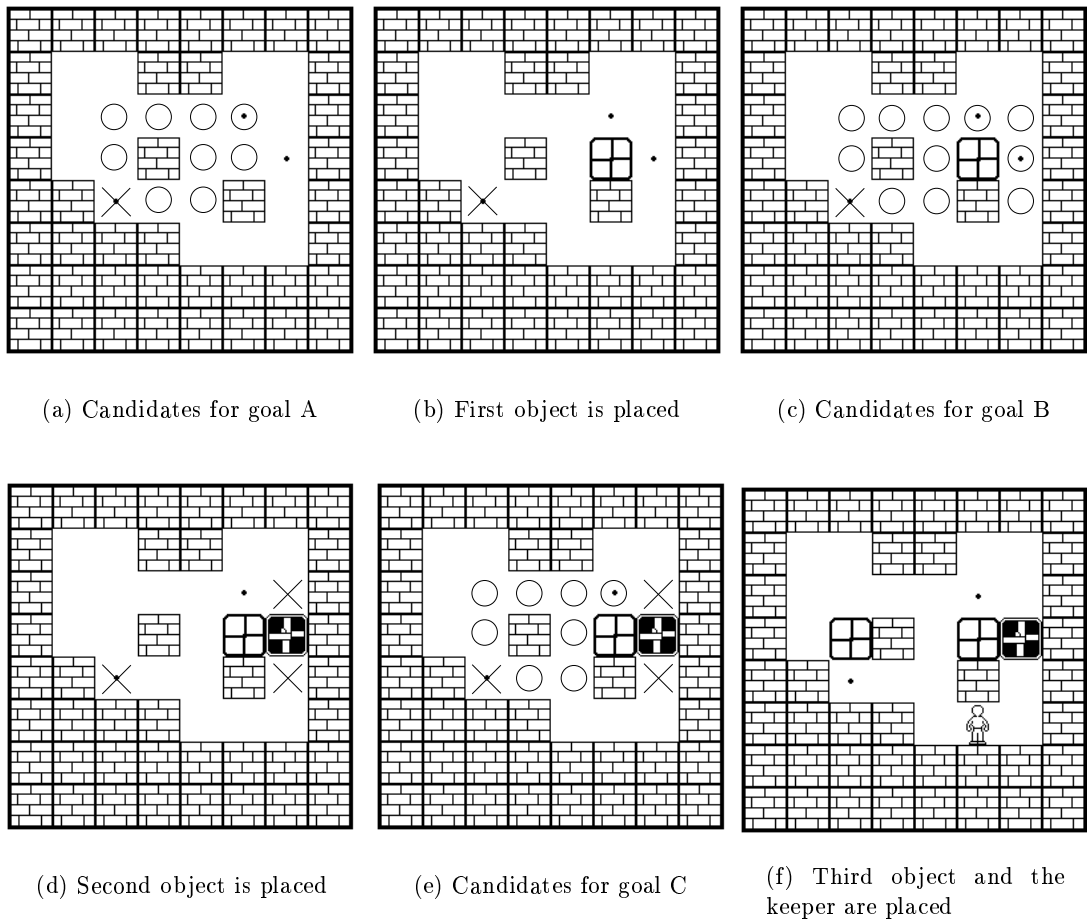 (a) Candidates for goal A
(b) First object is placed
(c) Candidates for goal B
(d) Second object is placed
(e) Candidates for goal C
(f) Third object and the
keeper are placed